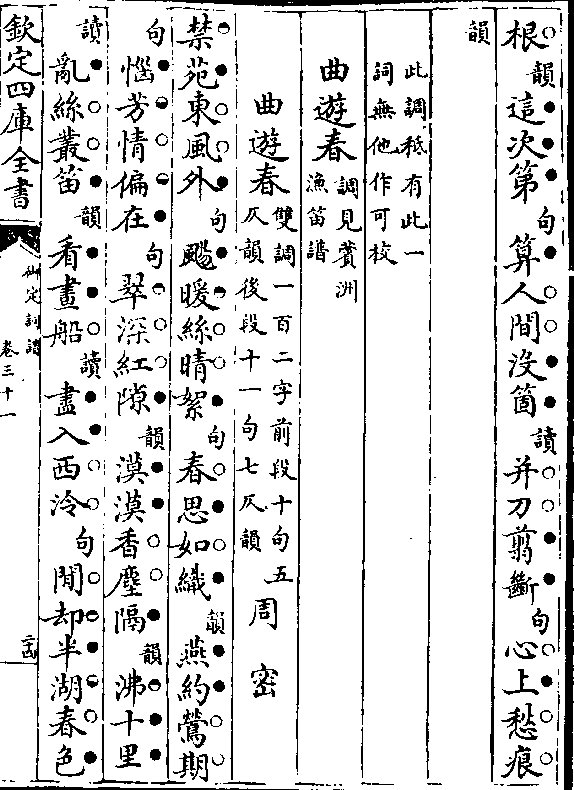 根韻這次第句算人間沒箇讀并刀翦斷句心上愁痕
韻
此調秪有此一
詞無他作可校
曲遊春調見蘋洲
漁笛譜
曲遊春雙調一百二字前段十句五
仄韻後段十一句七仄韻
周密
禁苑東風外句颺暖絲晴絮句春思如織韻燕約鶯期
句惱芳情偏在句翠深紅隙韻漠漠香塵隔韻沸十里
讀亂絲叢笛韻看畫船讀盡入西泠句閒却半湖春色
欽定四庫全書
御定詞譜
卷三十一